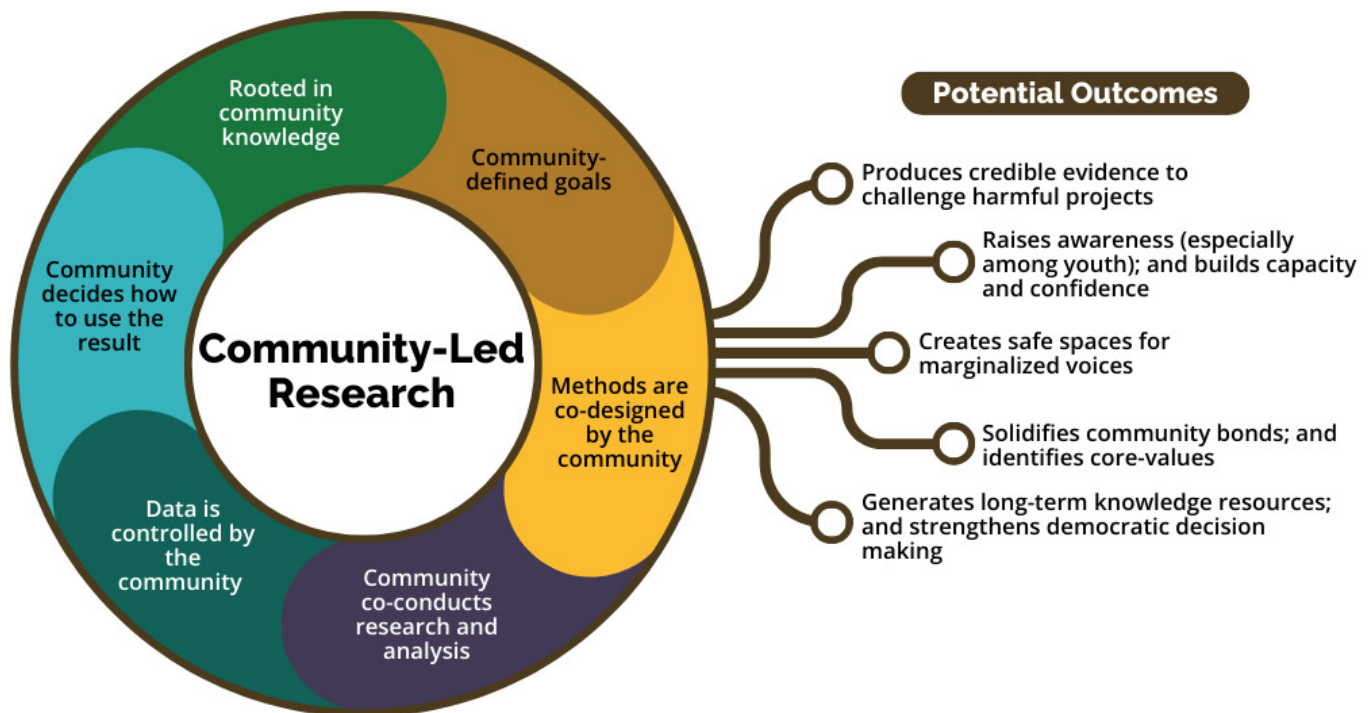 Rooted in
community
knowledge
Community-
defined goals
Methods are
co-designed
by the
community
Community
co-conducts
research and
analysis
Data is
controlled by
the
community
Community
decides how
to use the
result
Community-Led
Research
Potential Outcomes
Produces credible evidence to
challenge harmful projects
Raises awareness (especially
among youth); and builds capacity
and confidence
Creates safe spaces for
marginalized voices
Solidifies community bonds; and
identifies core-values
Generates long-term knowledge resources;
and strengthens democratic decision
making